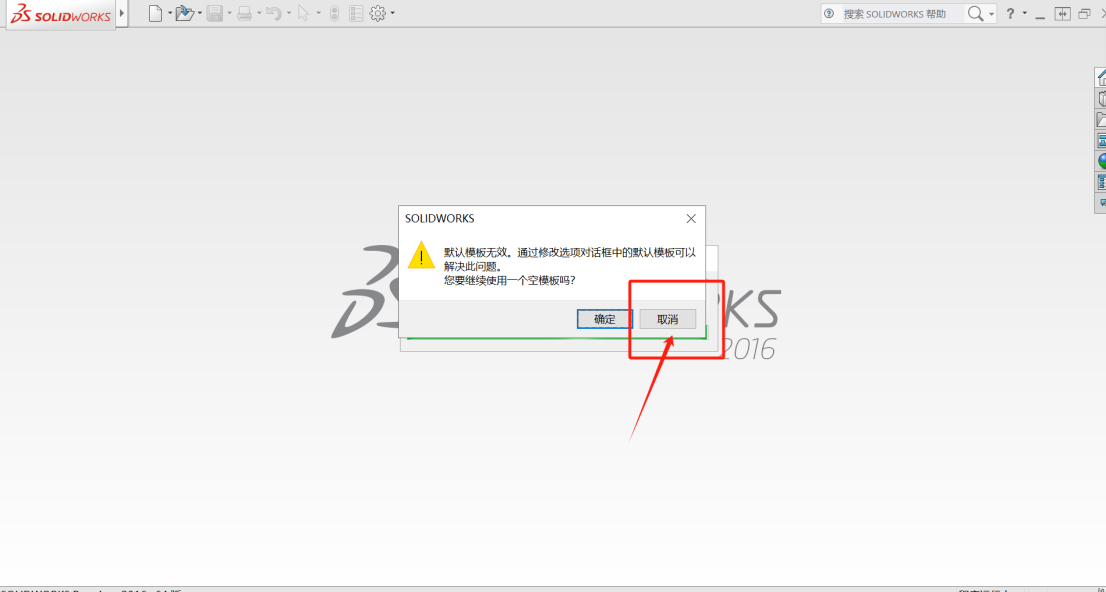 SOLIDWORKS
搜索 SOLIDWORKS 帮助
?
SOLIDWORKS
默认模板无效。通过修改选项对话框中的默认模板可以
解决此问题。
您要继续使用一个空模板吗?
确定
取消
KS
2016